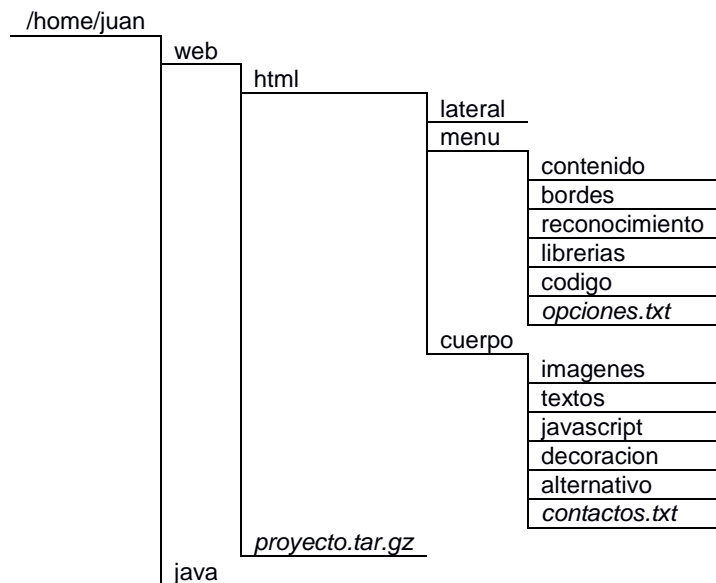 /home/juan
web
html
lateral
menu
contenido
bordes
reconocimiento
librerias
codigo
opciones.txt
cuerpo
imagenes
textos
javascript
decoracion
alternativo
contactos.txt
proyecto.tar.gz
java